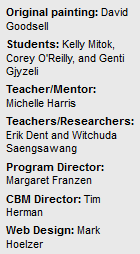 Original painting: David
Goodsell
Students: Kelly Mitok,
Corey O'Reilly, and Genti
Gjyzeli
Teacher/Mentor:
Michelle Harris
Teachers/Researchers:
Erik Dent and Witchuda
Saengsawang
Program Director:
Margaret Franzen
CBM Director: Tim
Herman
Web Design: Mark
Hoelzer